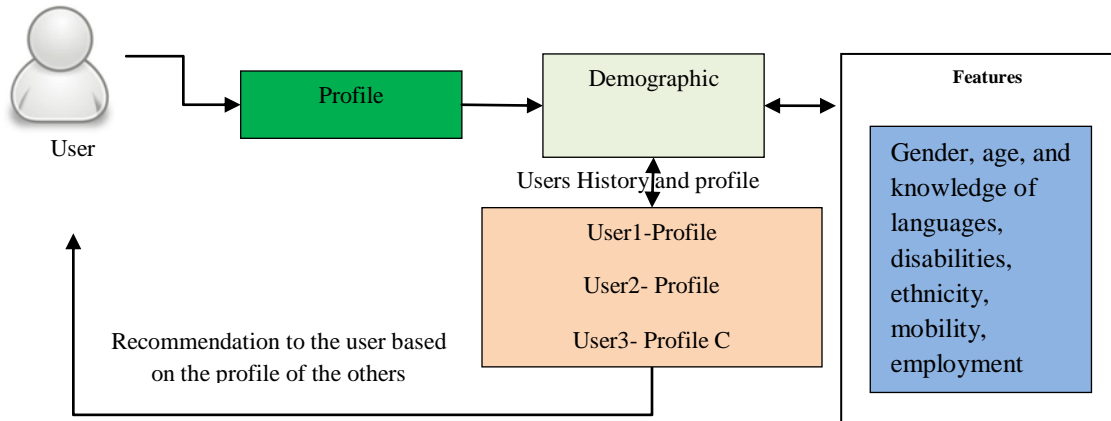 User
Profile
Demographic
Users History and profile
User1-Profile
User2- Profile
User3- Profile C
Recommendation to the user based
on the profile of the others
Features
Gender, age, and
knowledge of
languages,
disabilities,
ethnicity,
mobility,
employment